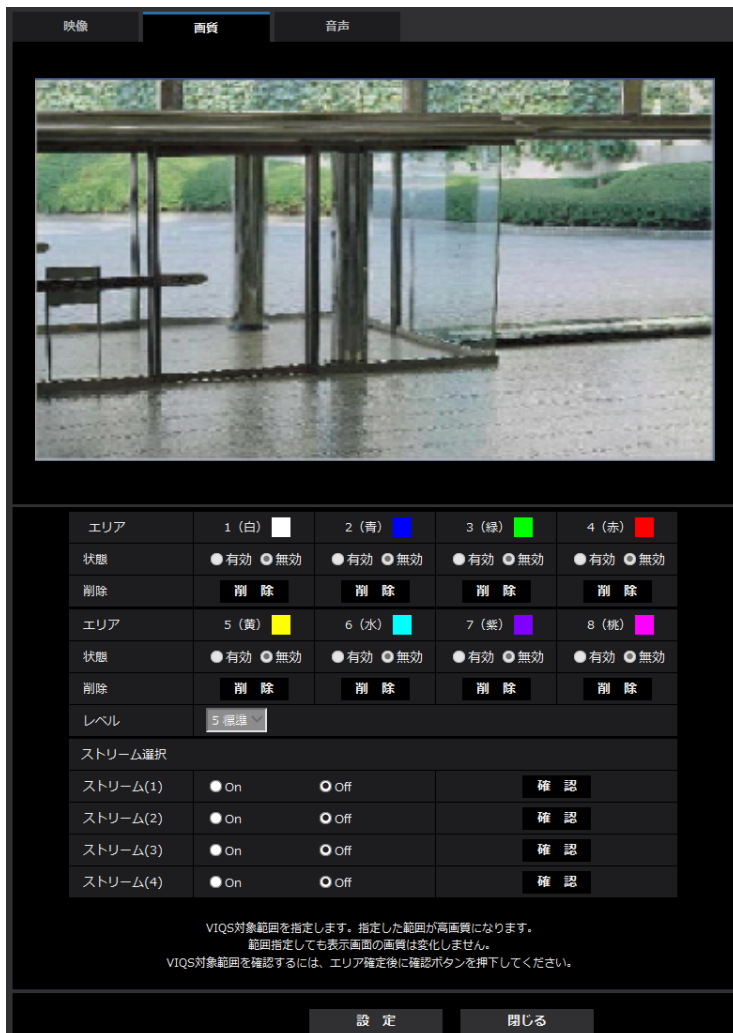 映像 画質 音声
エリア 1（白） 2（青） 3（緑） 4（赤）
状態 有効 無効 有効 無効 有効 無効 有効 無効
削除 削 除 削 除 削 除 削 除
エリア 5（黄） 6（水） 7（紫） 8（桃）
状態 有効 無効 有効 無効 有効 無効 有効 無効
削除 削 除 削 除 削 除 削 除
レベル 5 標準
ストリーム選択
ストリーム(1) On Off 確 認
ストリーム(2) On Off 確 認
ストリーム(3) On Off 確 認
ストリーム(4) On Off 確 認
VIQS対象範囲を指定します。指定した範囲が高画質になります。
範囲指定しても表示画面の画質は変化しません。
VIQS対象範囲を確認するには、エリア確定後に確認ボタンを押下してください。
設 定 閉じる